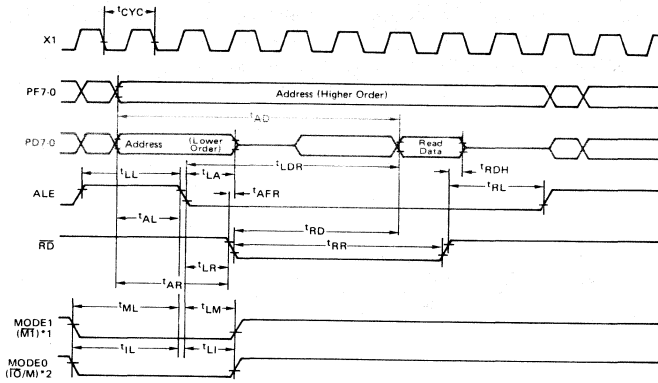 tCYC
X1
PF7-0
Address (Higher Order)
tAD
PD7-0
Address (Lower Order)
Read Data
tLDR
tRDH
tLL
tLA
tAFR
tRL
ALE
tAL
tRD
tRR
RD
tLR
tAR
tML
tLM
MODE1
(M1)*1
tIL
tLI
MODE0
(IO/M)*2